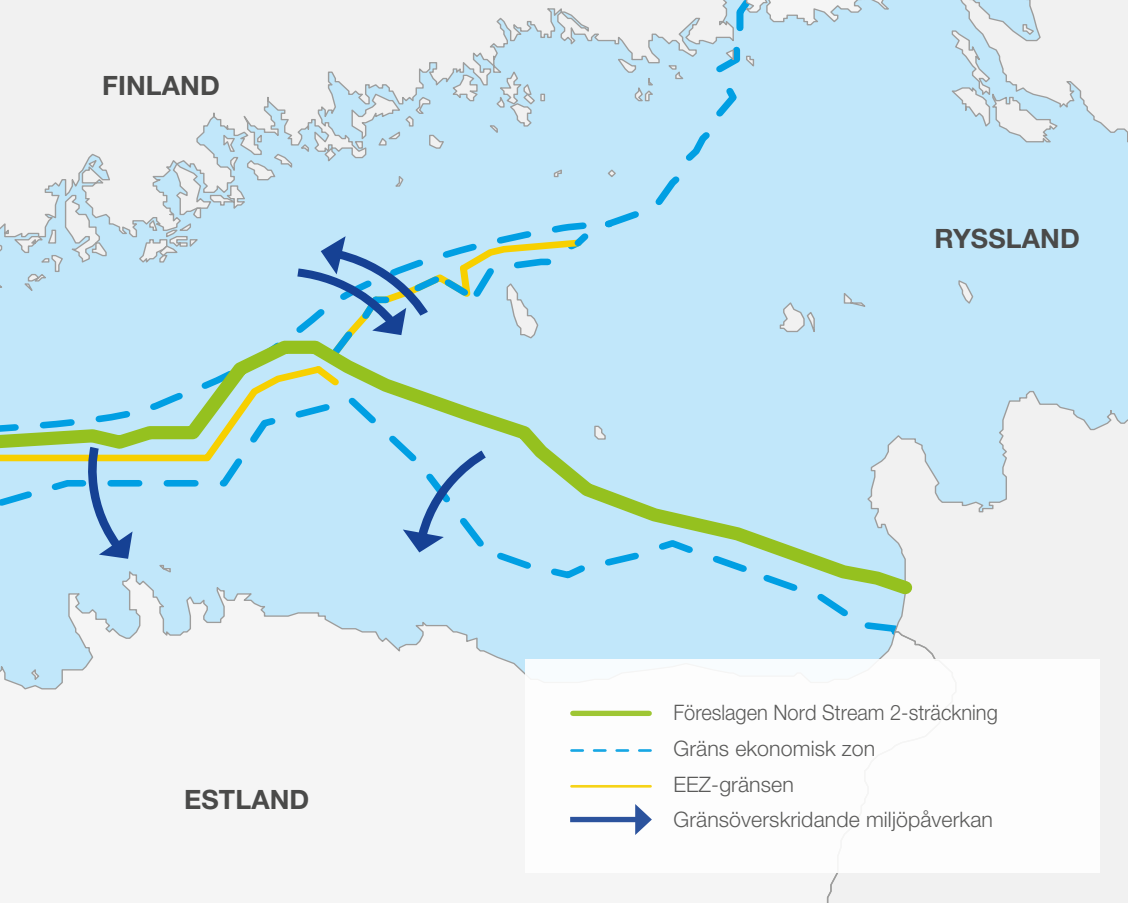 FINLAND
RYSSLAND
Föreslagen Nord Stream 2-sträckning
Gräns ekonomisk zon
EEZ-gränsen
Gränsöverskridande miljöpåverkan
ESTLAND